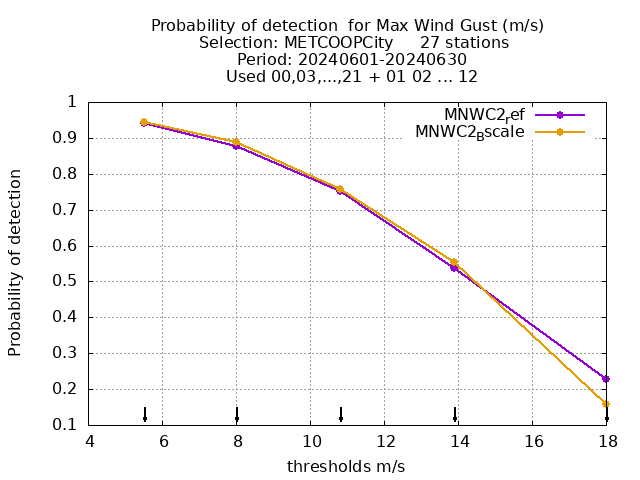 Probability of detection  for Max Wind Gust (m/s)
Selection: METCOOPCity     27 stations
Period: 20240601-20240630
Used 00,03,...,21 + 01 02 ... 12
MNWC2ref
MNWC2Bscale
1
0.9
0.8
0.7
0.6
0.5
0.4
0.3
0.2
0.1
Probability of detection
4 6 8 10 12 14 16 18
thresholds m/s